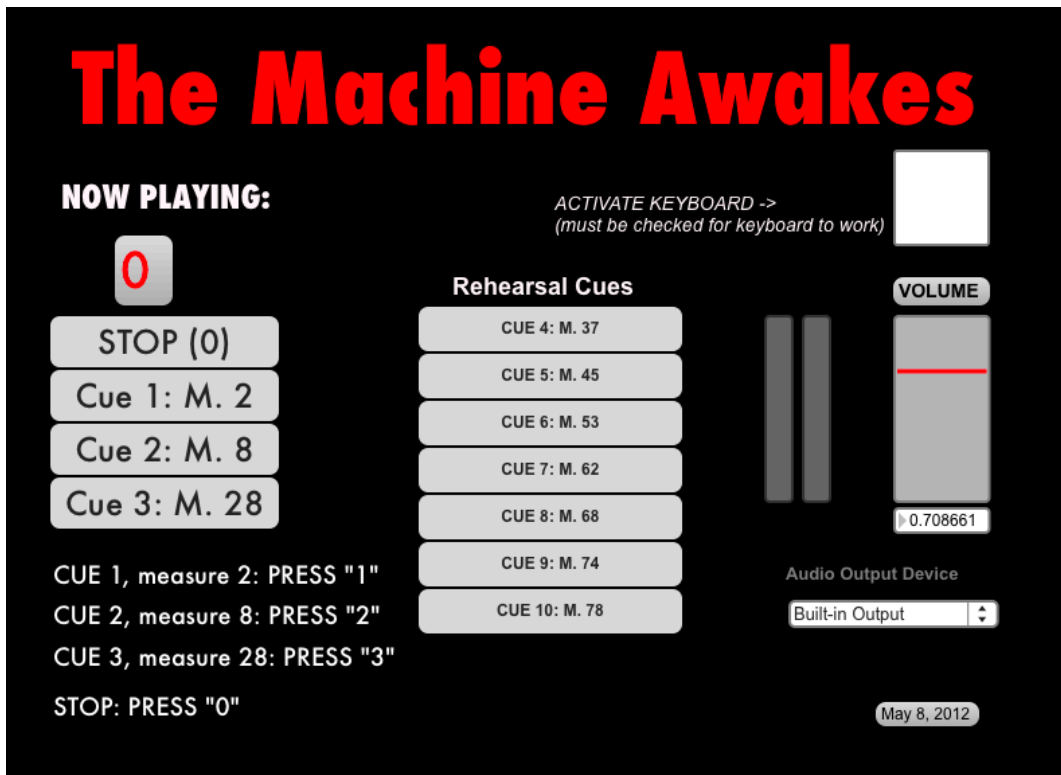 The Machine Awakes
NOW PLAYING:
0
STOP (0)
Cue 1: M. 2
Cue 2: M. 8
Cue 3: M. 28
CUE 1, measure 2: PRESS "1"
CUE 2, measure 8: PRESS "2"
CUE 3, measure 28: PRESS "3"
STOP: PRESS "0"
ACTIVATE KEYBOARD ->
(must be checked for keyboard to work)
Rehearsal Cues
CUE 4: M. 37
CUE 5: M. 45
CUE 6: M. 53
CUE 7: M. 62
CUE 8: M. 68
CUE 9: M. 74
CUE 10: M. 78
VOLUME
0.708661
Audio Output Device
Built-in Output
May 8, 2012